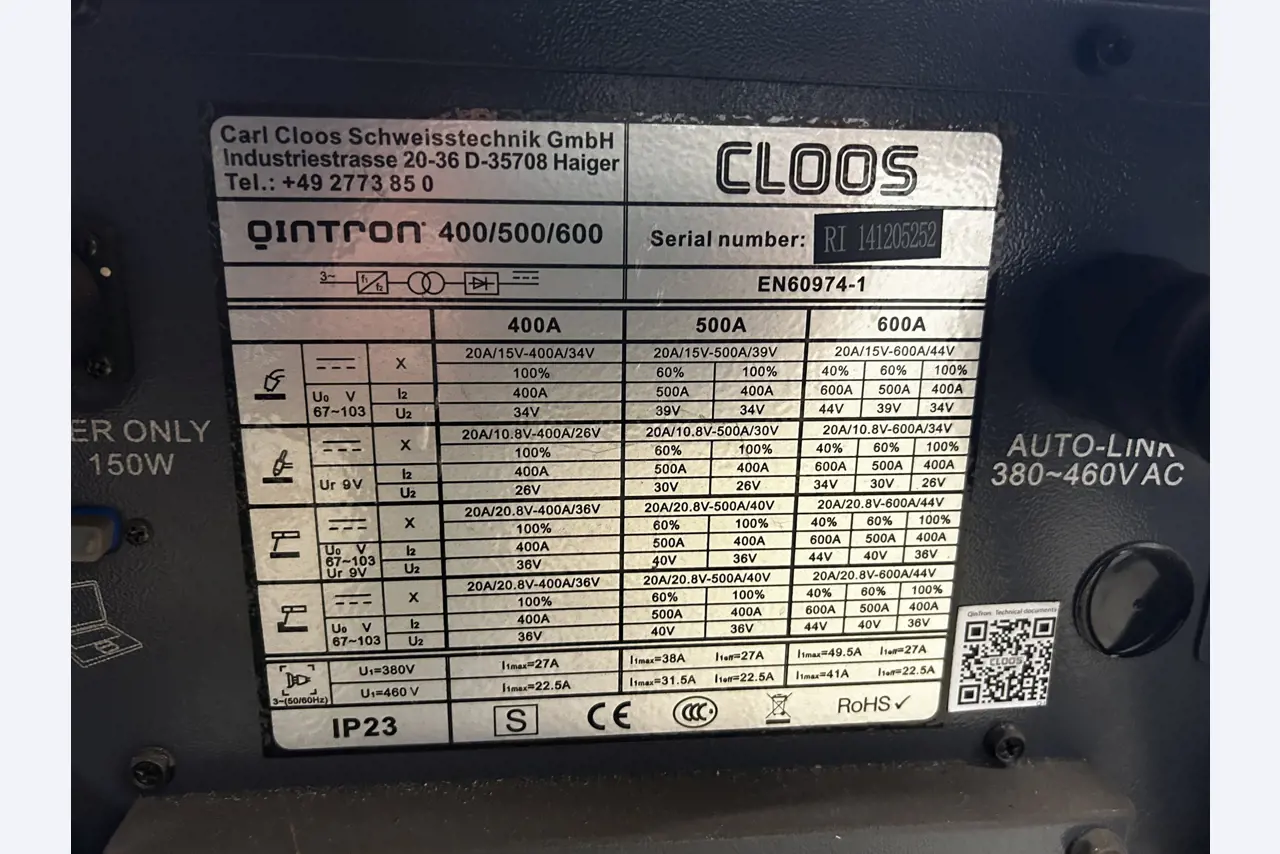 Carl Cloos Schweisstechnik GmbH
Industriestrasse 20-36 D-35708 Haiger
Tel.: +49 2773 85 0
CLOOS
QINTRON 400/500/600
Serial number: RI 141205252
3~ f₁ f₂
EN60974-1
400A 500A 600A
20A/15V-400A/34V 20A/15V-500A/39V 20A/15V-600A/44V
X 100% 60% 100% 40% 60% 100%
U₀ V 67~103 I₂ 400A 500A 400A 600A 500A 400A
U₂ 34V 39V 34V 44V 39V 34V
20A/10.8V-400A/26V 20A/10.8V-500A/30V 20A/10.8V-600A/34V
X 100% 60% 100% 40% 60% 100%
Ur 9V I₂ 400A 500A 400A 600A 500A 400A
U₂ 26V 30V 26V 34V 30V 26V
20A/20.8V-400A/36V 20A/20.8V-500A/40V 20A/20.8V-600A/44V
X 100% 60% 100% 40% 60% 100%
U₀ V 67~103 Ur 9V I₂ 400A 500A 400A 600A 500A 400A
U₂ 36V 40V 36V 44V 40V 36V
20A/20.8V-400A/36V 20A/20.8V-500A/40V 20A/20.8V-600A/44V
X 100% 60% 100% 40% 60% 100%
U₀ V 67~103 I₂ 400A 500A 400A 600A 500A 400A
U₂ 36V 40V 36V 44V 40V 36V
U₁=380V I₁max=27A I₁max=38A I₁eff=27A I₁max=49.5A I₁eff=27A
3~(50/60Hz) U₁=460 V I₁max=22.5A I₁max=31.5A I₁eff=22.5A I₁max=41A I₁eff=22.5A
IP23 S CE CCC RoHS✓
ER ONLY
150W
AUTO-LINK
380~460V AC
QinTron Technical documents
CLOOS